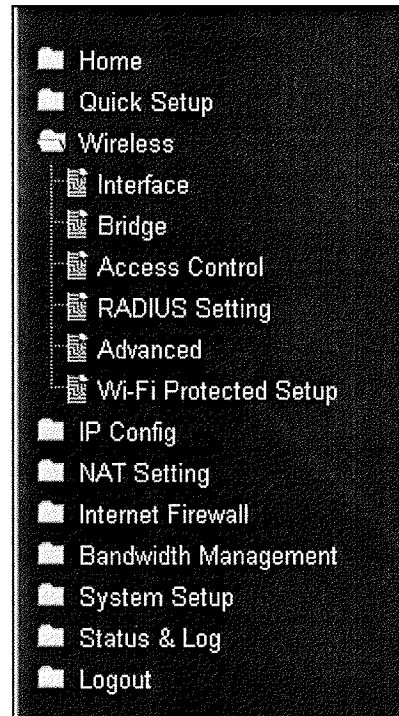 Home
Quick Setup
Wireless
Interface
Bridge
Access Control
RADIUS Setting
Advanced
Wi-Fi Protected Setup
IP Config
NAT Setting
Internet Firewall
Bandwidth Management
System Setup
Status & Log
Logout